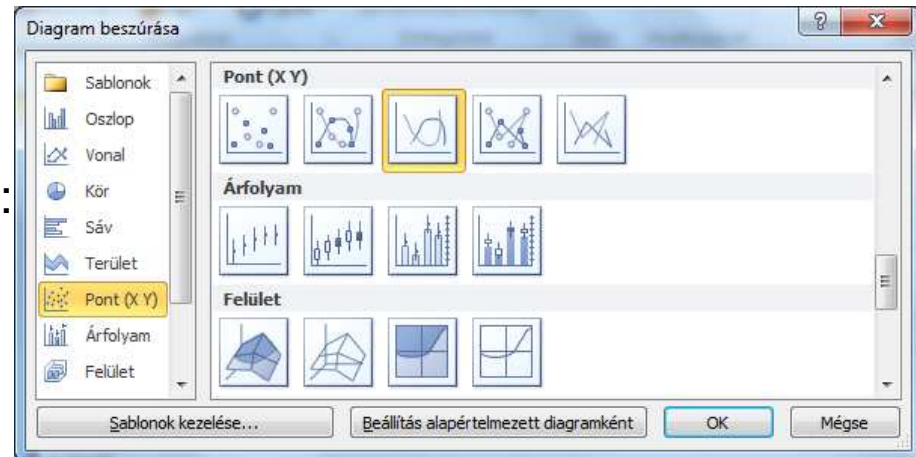 Diagram beszúrása
Sablonok
Oszlop
Vonal
Kör
Sáv
Terület
Pont (X Y)
Árfolyam
Felület
Pont (X Y)
Árfolyam
Felület
:
Sablonok kezelése...
Beállítás alapértelmezett diagramként
OK
Mégse